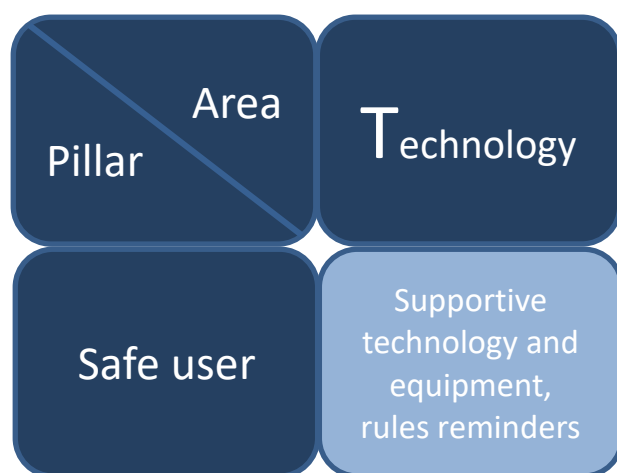 Area
Pillar
Technology
Safe user
Supportive
technology and
equipment,
rules reminders